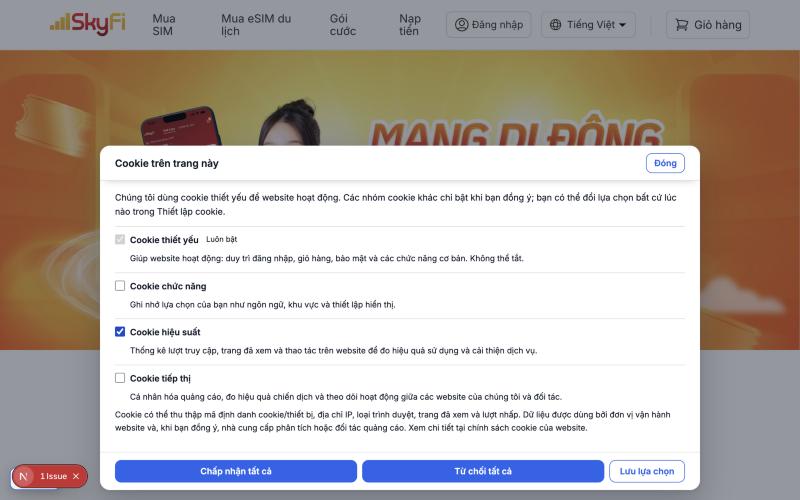 SkyFi
Mua SIM
Mua eSIM du lịch
Gói cước
Nạp tiền
Đăng nhập
Tiếng Việt
Giỏ hàng
MẠNG DI ĐỘNG
Cookie trên trang này
Đóng
Chúng tôi dùng cookie thiết yếu để website hoạt động. Các nhóm cookie khác chỉ bật khi bạn đồng ý; bạn có thể đổi lựa chọn bất cứ lúc
nào trong Thiết lập cookie.
Cookie thiết yếu Luôn bật
Giúp website hoạt động: duy trì đăng nhập, giỏ hàng, bảo mật và các chức năng cơ bản. Không thể tắt.
Cookie chức năng
Ghi nhớ lựa chọn của bạn như ngôn ngữ, khu vực và thiết lập hiển thị.
Cookie hiệu suất
Thống kê lượt truy cập, trang đã xem và thao tác trên website để đo hiệu quả sử dụng và cải thiện dịch vụ.
Cookie tiếp thị
Cá nhân hóa quảng cáo, đo hiệu quả chiến dịch và theo dõi hoạt động giữa các website của chúng tôi và đối tác.
Cookie có thể thu thập mã định danh cookie/thiết bị, địa chỉ IP, loại trình duyệt, trang đã xem và lượt nhấp. Dữ liệu được dùng bởi đơn vị vận hành
website và, khi bạn đồng ý, nhà cung cấp phân tích hoặc đối tác quảng cáo. Xem chi tiết tại chính sách cookie của website.
Chấp nhận tất cả
Từ chối tất cả
Lưu lựa chọn
N 1 Issue